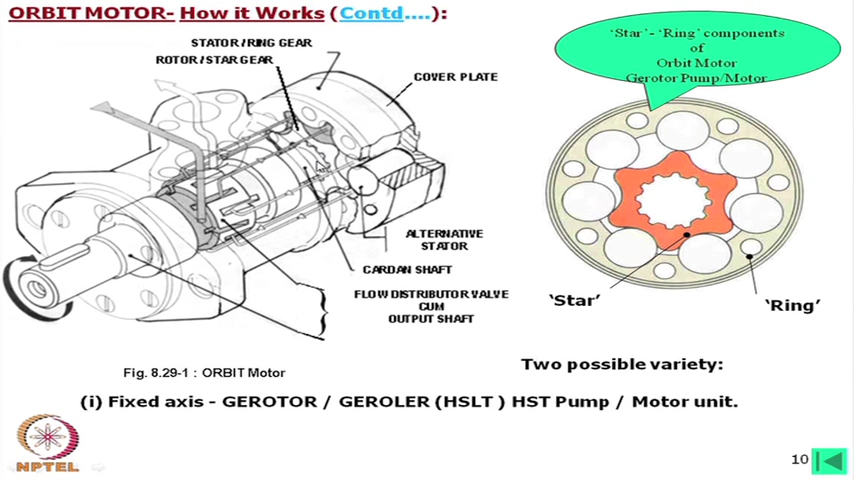 ORBIT MOTOR- How it Works (Contd....):
STATOR/RING GEAR
ROTOR/STAR GEAR
COVER PLATE
ALTERNATIVE
STATOR
CARDAN SHAFT
FLOW DISTRIBUTOR VALVE
CUM
OUTPUT SHAFT
Fig. 8.29-1 : ORBIT Motor
'Star'- 'Ring' components
of
Orbit Motor
Gerotor Pump/Motor
'Star'
'Ring'
Two possible variety:
(i) Fixed axis - GEROTOR / GEROLER (HSLT ) HST Pump / Motor unit.
NPTEL
10